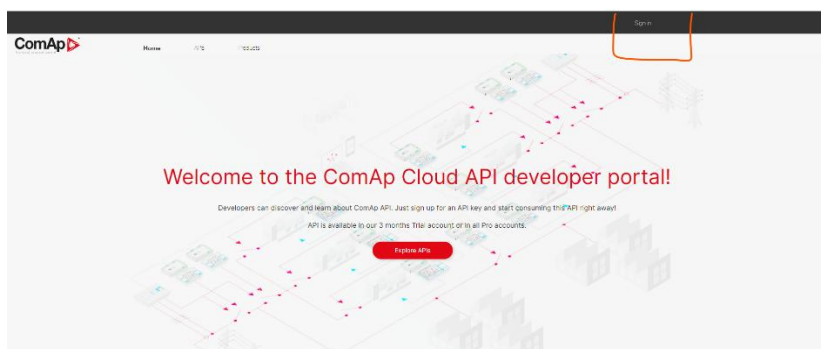 Sign in
ComAp
Home APIs Products
Welcome to the ComAp Cloud API developer portal!
Developers can discover and learn about ComAp API. Just sign up for an API key and start consuming this API right away!
API is available in our 3 months Trial account or in all Pro accounts.
Explore APIs